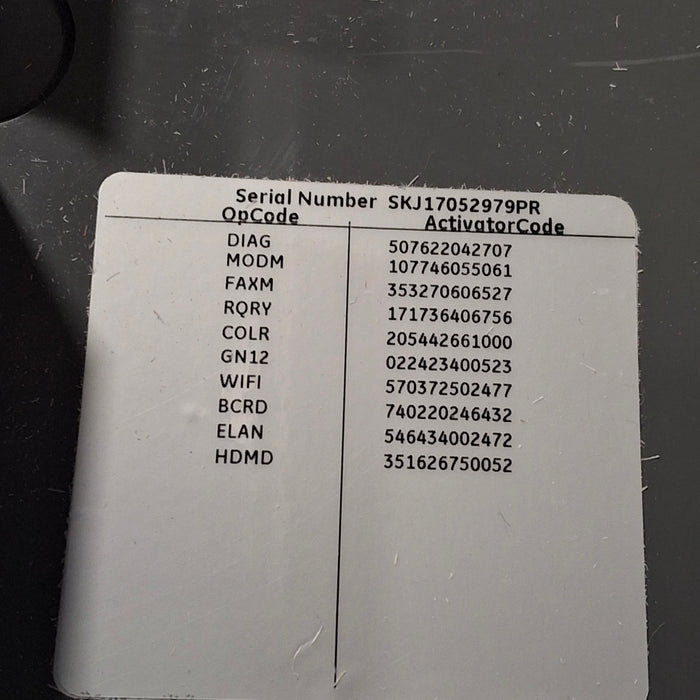 Serial Number SKJ17052979PR
OpCode ActivatorCode
DIAG 507622042707
MODM 107746055061
FAXM 353270606527
RQRY 171736406756
COLR 205442661000
GN12 022423400523
WIFI 570372502477
BCRD 740220246432
ELAN 546434002472
HDMD 351626750052